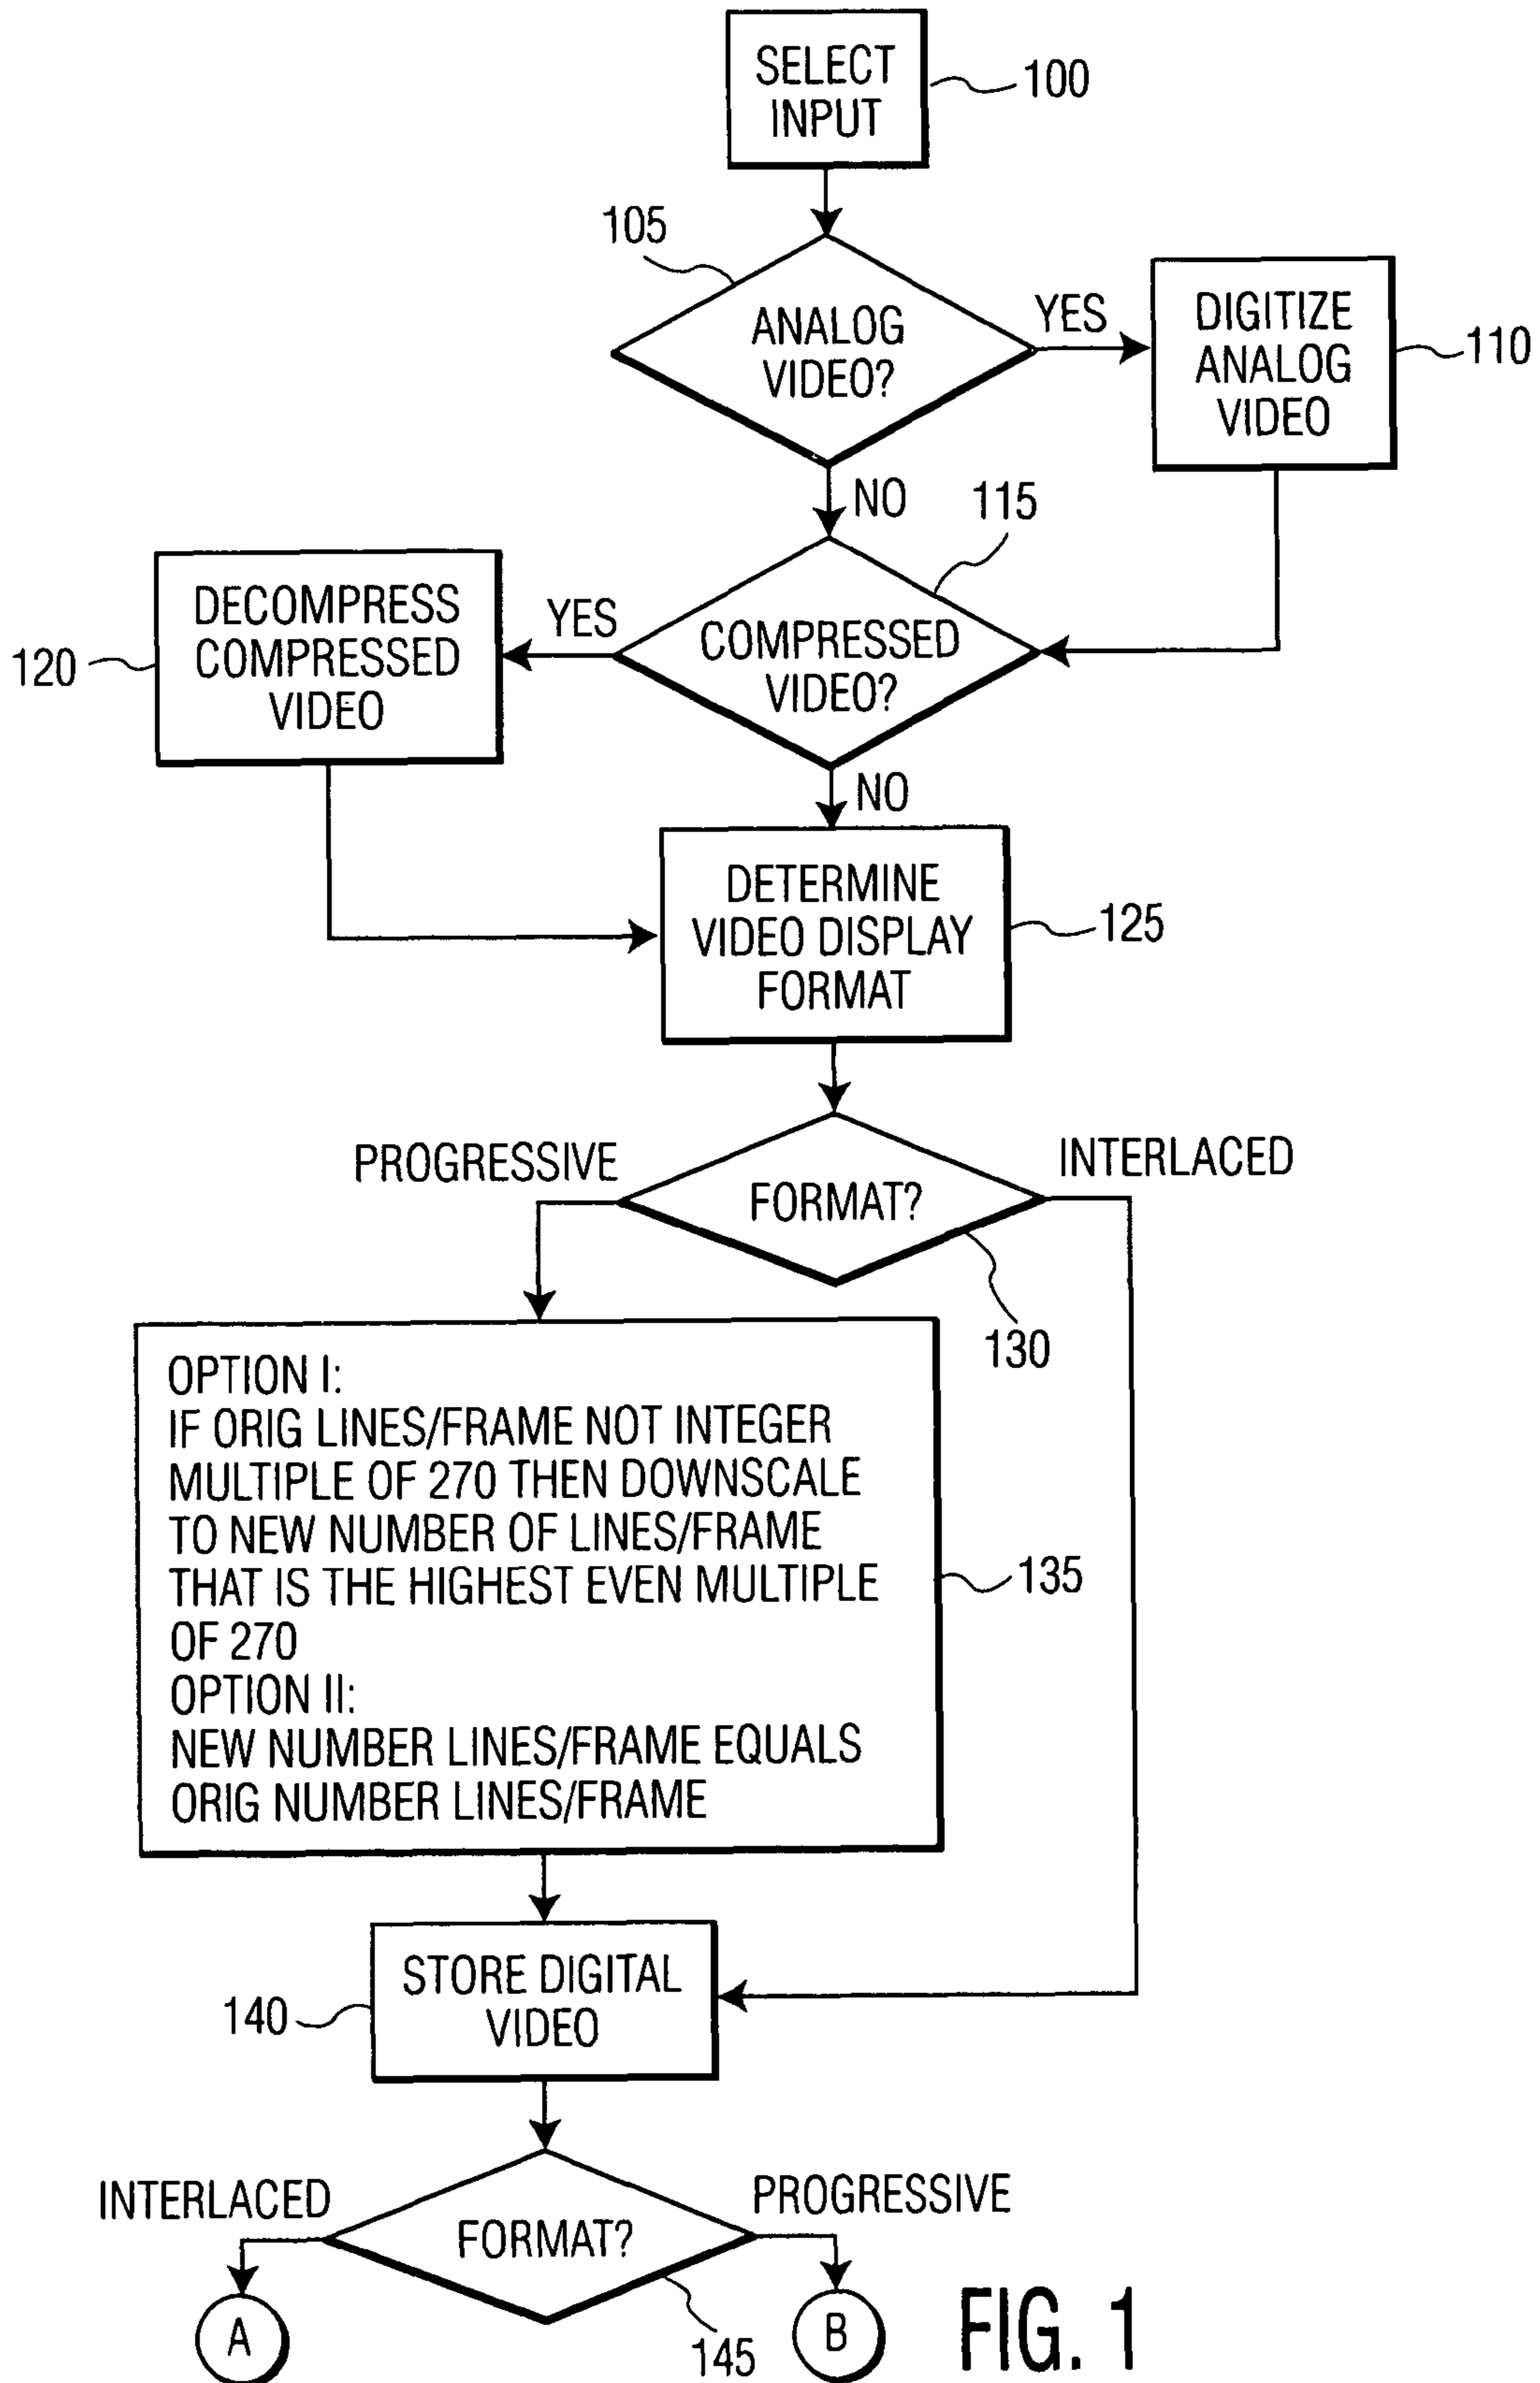 SELECT
INPUT
100
105
ANALOG
VIDEO?
YES
DIGITIZE
ANALOG
VIDEO
110
NO
115
DECOMPRESS
COMPRESSED
VIDEO
120
YES
COMPRESSED
VIDEO?
NO
DETERMINE
VIDEO DISPLAY
FORMAT
125
PROGRESSIVE
INTERLACED
FORMAT?
130
OPTION I:
IF ORIG LINES/FRAME NOT INTEGER
MULTIPLE OF 270 THEN DOWNSCALE
TO NEW NUMBER OF LINES/FRAME
THAT IS THE HIGHEST EVEN MULTIPLE
OF 270
OPTION II:
NEW NUMBER LINES/FRAME EQUALS
ORIG NUMBER LINES/FRAME
135
STORE DIGITAL
VIDEO
140
INTERLACED
PROGRESSIVE
FORMAT?
145
A
B
FIG. 1